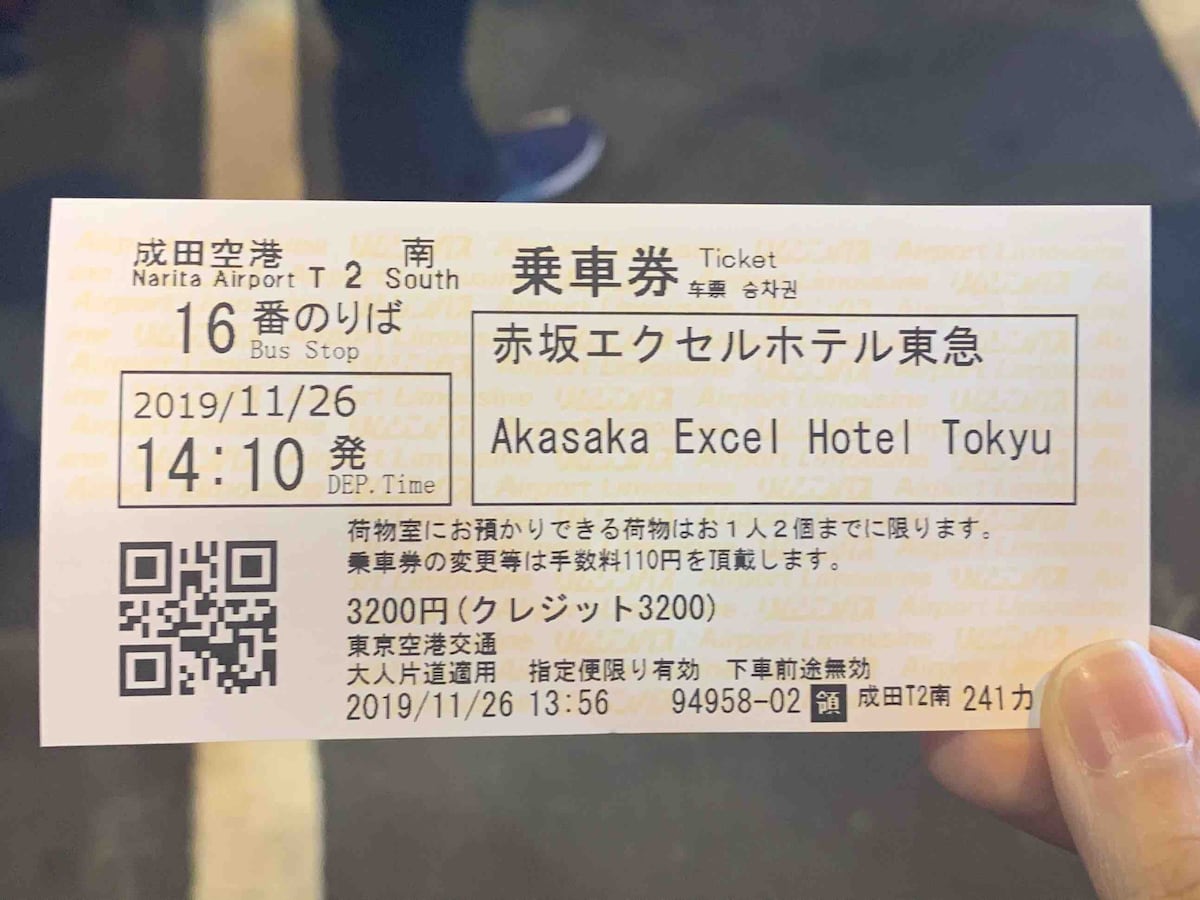 成田空港 南
Narita Airport T 2 South
16 番のりば
Bus Stop
2019/11/26
14:10 発
DEP.Time
乗車券 Ticket
车票 승차권
赤坂エクセルホテル東急
Akasaka Excel Hotel Tokyu
荷物室にお預かりできる荷物はお１人２個までに限ります。
乗車券の変更等は手数料110円を頂戴します。
3200円(クレジット3200)
東京空港交通
大人片道適用 指定便限り有効 下車前途無効
2019/11/26 13:56 94958-02 領 成田T2南 241カ